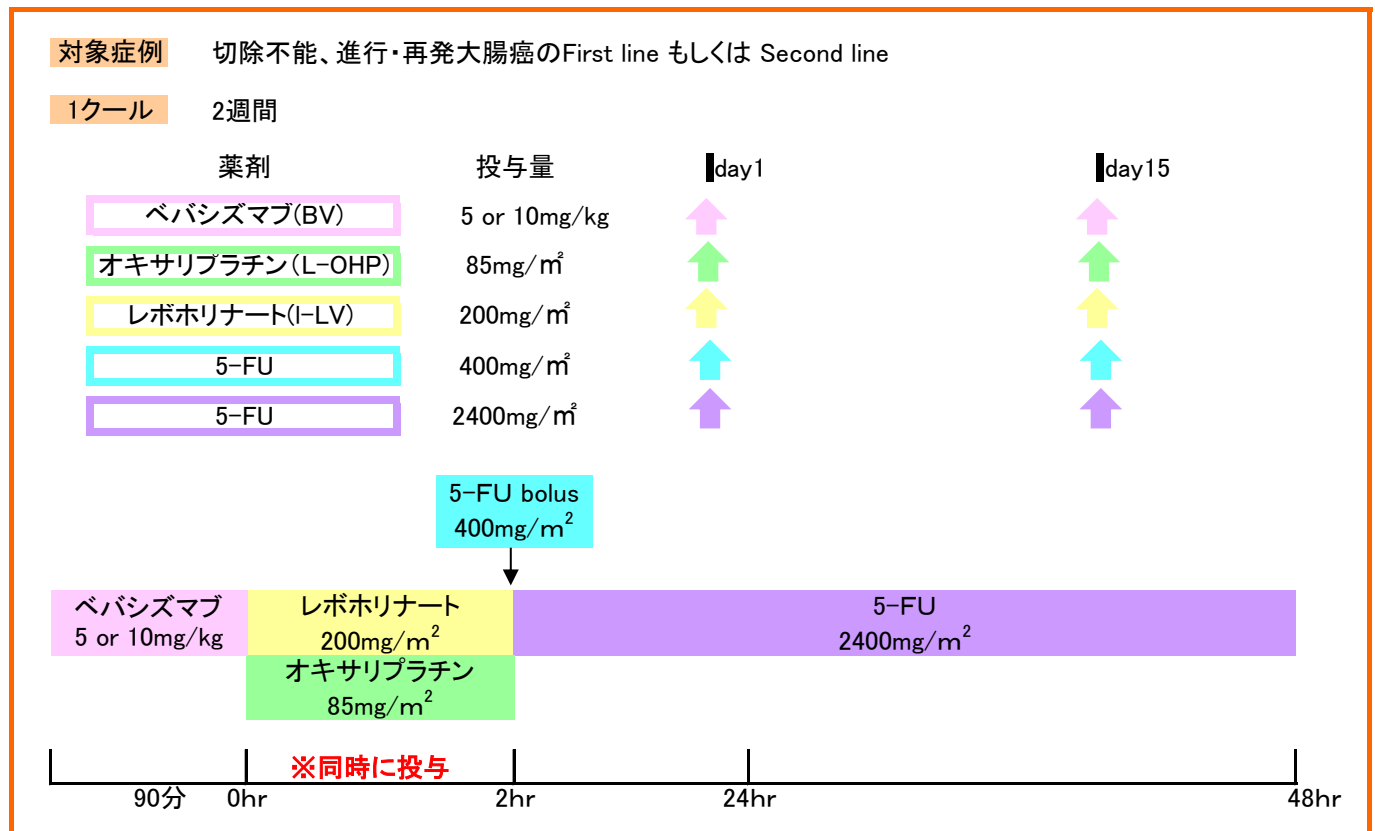 対象症例 切除不能、進行・再発大腸癌のFirst line もしくは Second line
1クール 2週間
薬剤 投与量 day1 day15
ベバシズマブ(BV) 5 or 10mg/kg
オキサリプラチン(L-OHP) 85mg/㎡
レボホリナート(l-LV) 200mg/㎡
5-FU 400mg/㎡
5-FU 2400mg/㎡
5-FU bolus
400mg/m²
ベバシズマブ レボホリナート 5-FU
5 or 10mg/kg 200mg/m² 2400mg/m²
オキサリプラチン
85mg/m²
※同時に投与
90分 0hr 2hr 24hr 48hr